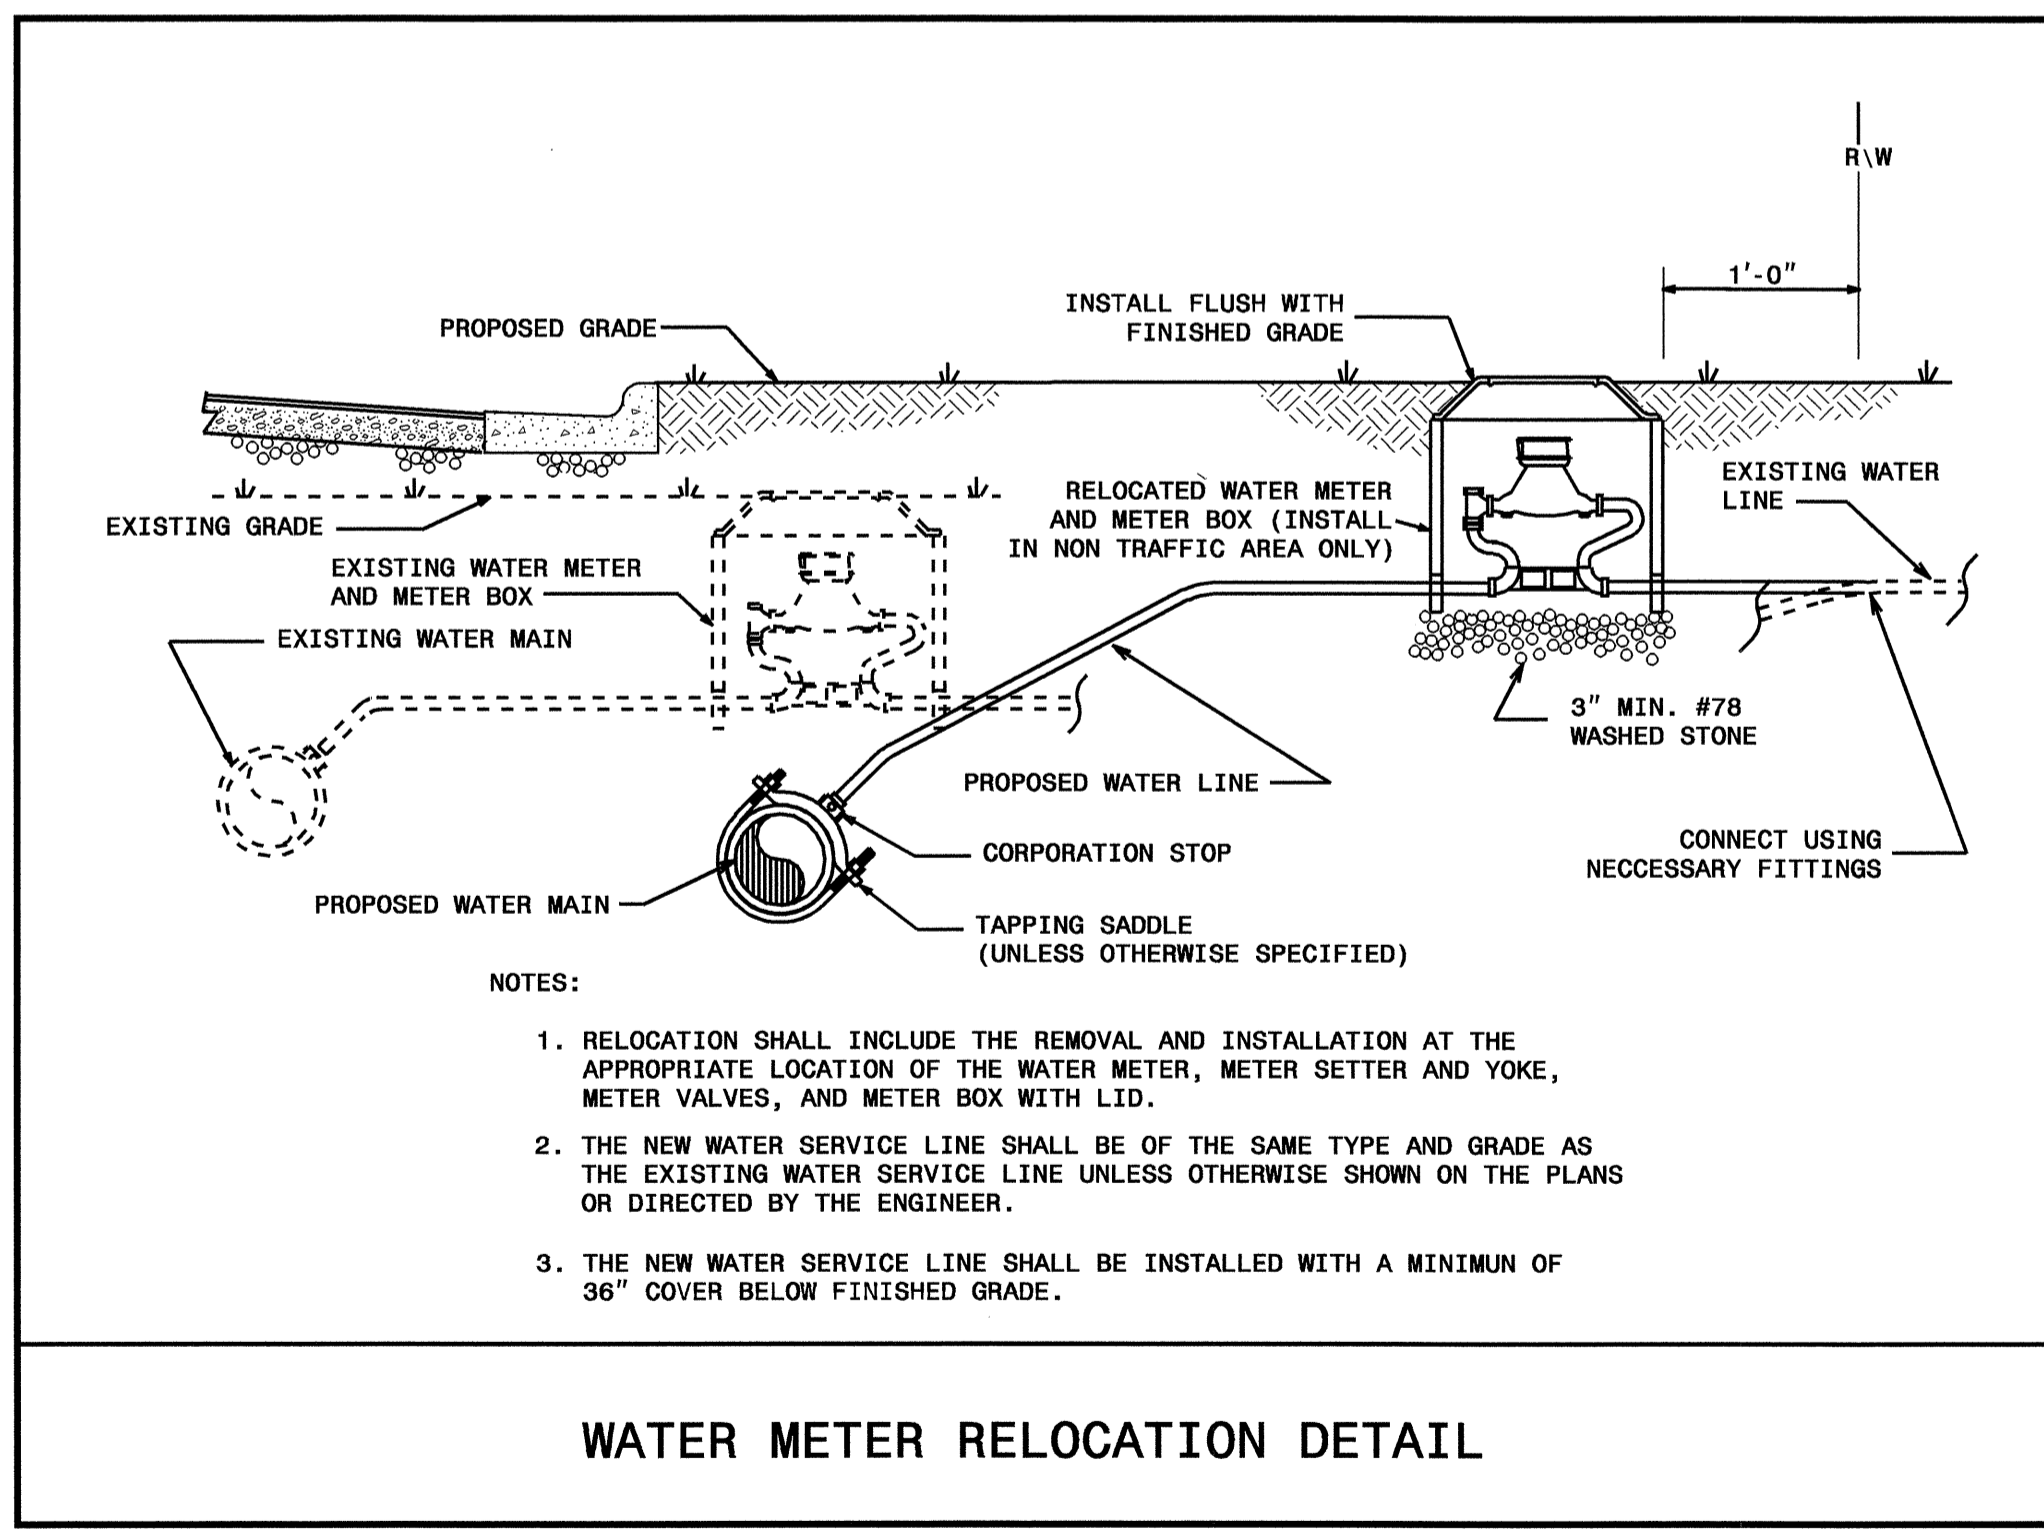 R\W
1'-0"
INSTALL FLUSH WITH
FINISHED GRADE
PROPOSED GRADE
EXISTING WATER
LINE
RELOCATED WATER METER
AND METER BOX (INSTALL
IN NON TRAFFIC AREA ONLY)
EXISTING GRADE
EXISTING WATER METER
AND METER BOX
EXISTING WATER MAIN
3" MIN. #78
WASHED STONE
PROPOSED WATER LINE
CONNECT USING
NECCESSARY FITTINGS
CORPORATION STOP
PROPOSED WATER MAIN
TAPPING SADDLE
(UNLESS OTHERWISE SPECIFIED)
NOTES:
1. RELOCATION SHALL INCLUDE THE REMOVAL AND INSTALLATION AT THE
APPROPRIATE LOCATION OF THE WATER METER, METER SETTER AND YOKE,
METER VALVES, AND METER BOX WITH LID.
2. THE NEW WATER SERVICE LINE SHALL BE OF THE SAME TYPE AND GRADE AS
THE EXISTING WATER SERVICE LINE UNLESS OTHERWISE SHOWN ON THE PLANS
OR DIRECTED BY THE ENGINEER.
3. THE NEW WATER SERVICE LINE SHALL BE INSTALLED WITH A MINIMUN OF
36" COVER BELOW FINISHED GRADE.
WATER METER RELOCATION DETAIL